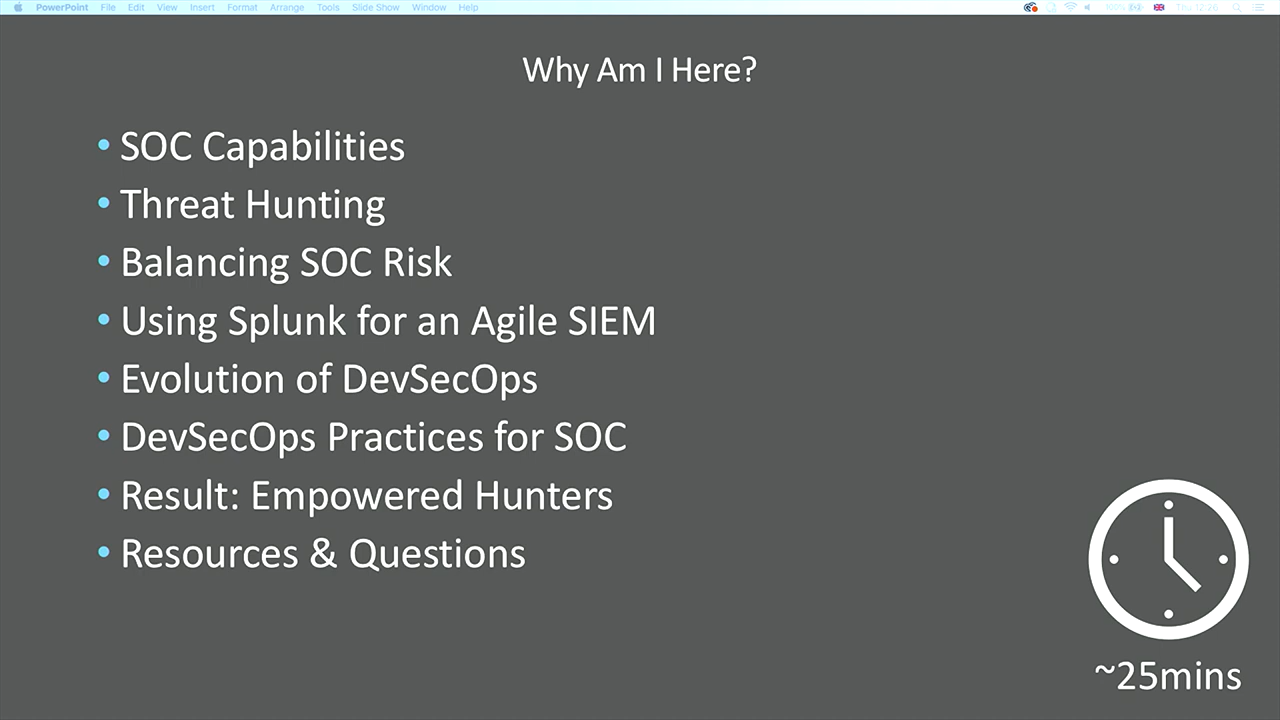 PowerPoint File Edit View Insert Format Arrange Tools Slide Show Window Help
Why Am I Here?
• SOC Capabilities
• Threat Hunting
• Balancing SOC Risk
• Using Splunk for an Agile SIEM
• Evolution of DevSecOps
• DevSecOps Practices for SOC
• Result: Empowered Hunters
• Resources & Questions
~25mins